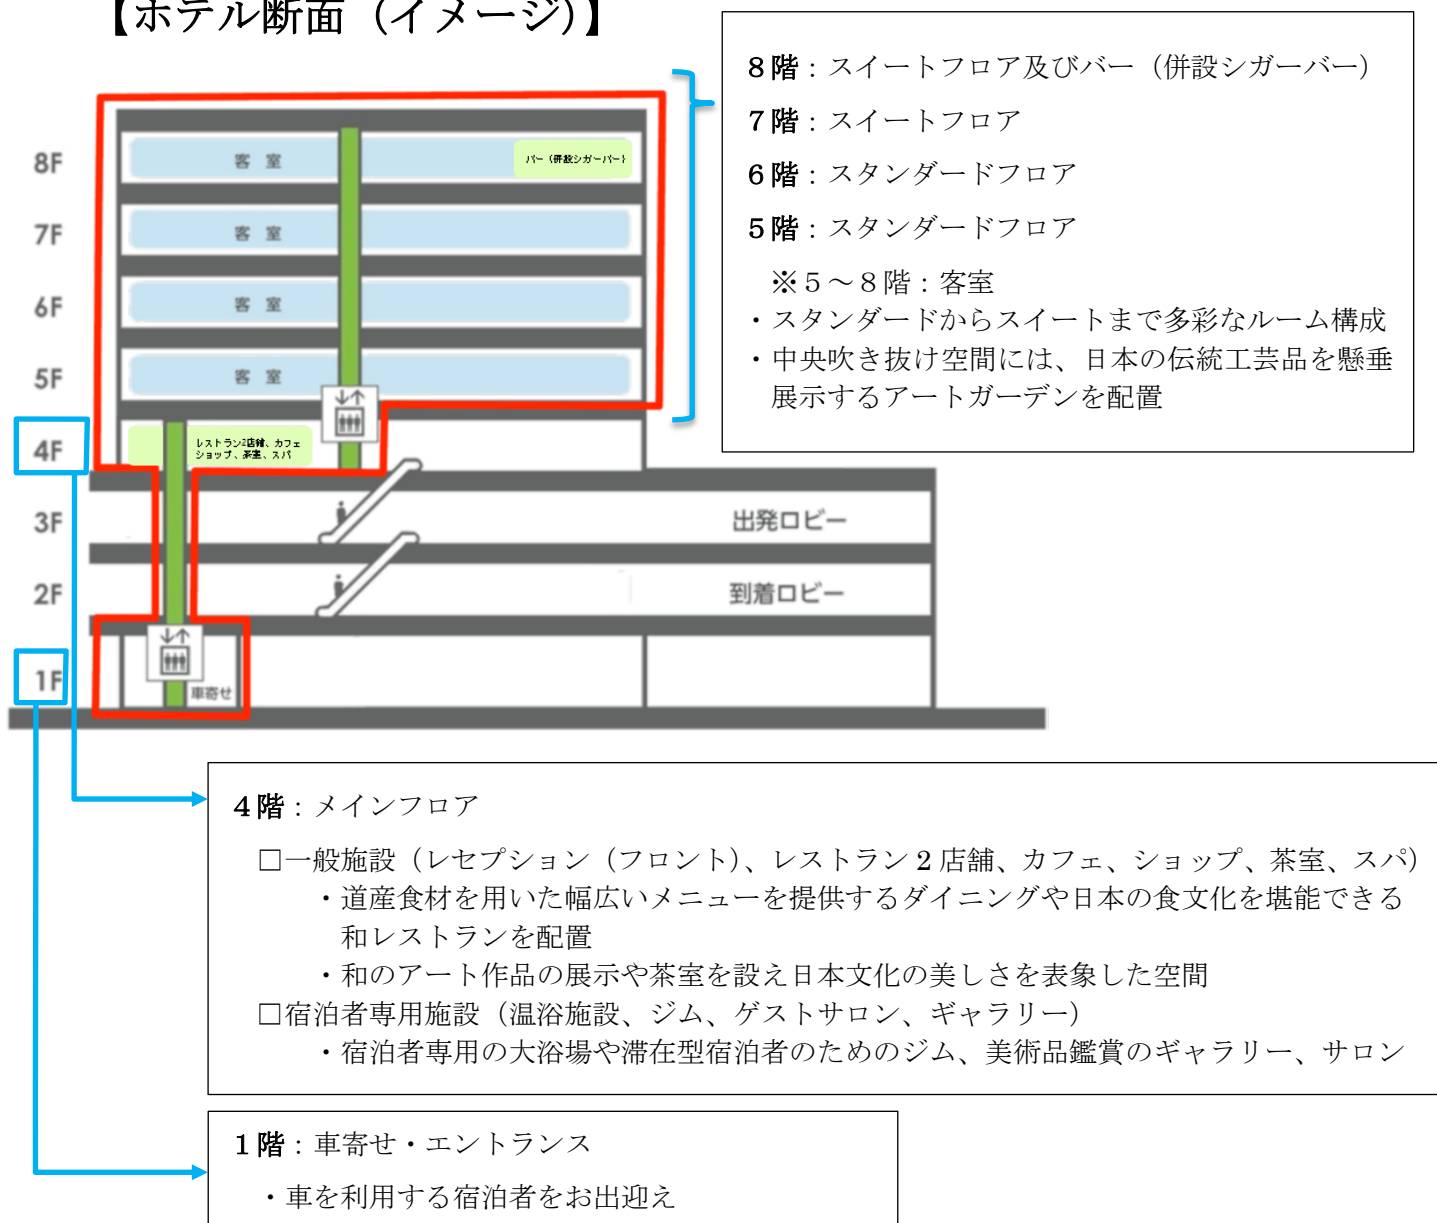 【ホテル断面（イメージ）】
8F
客 室
バー（併設シガーバー）
7F
客 室
6F
客 室
5F
客 室
4F
レストラン2店舗、カフェ
ショップ、茶室、スパ
3F
出発ロビー
2F
到着ロビー
1F
車寄せ
８階：スイートフロア及びバー（併設シガーバー）
７階：スイートフロア
６階：スタンダードフロア
５階：スタンダードフロア
※５～８階：客室
・スタンダードからスイートまで多彩なルーム構成
・中央吹き抜け空間には、日本の伝統工芸品を懸垂
展示するアートガーデンを配置
４階：メインフロア
□一般施設（レセプション（フロント）、レストラン 2 店舗、カフェ、ショップ、茶室、スパ）
・道産食材を用いた幅広いメニューを提供するダイニングや日本の食文化を堪能できる
和レストランを配置
・和のアート作品の展示や茶室を設え日本文化の美しさを表象した空間
□宿泊者専用施設（温浴施設、ジム、ゲストサロン、ギャラリー）
・宿泊者専用の大浴場や滞在型宿泊者のためのジム、美術品鑑賞のギャラリー、サロン
１階：車寄せ・エントランス
・車を利用する宿泊者をお出迎え